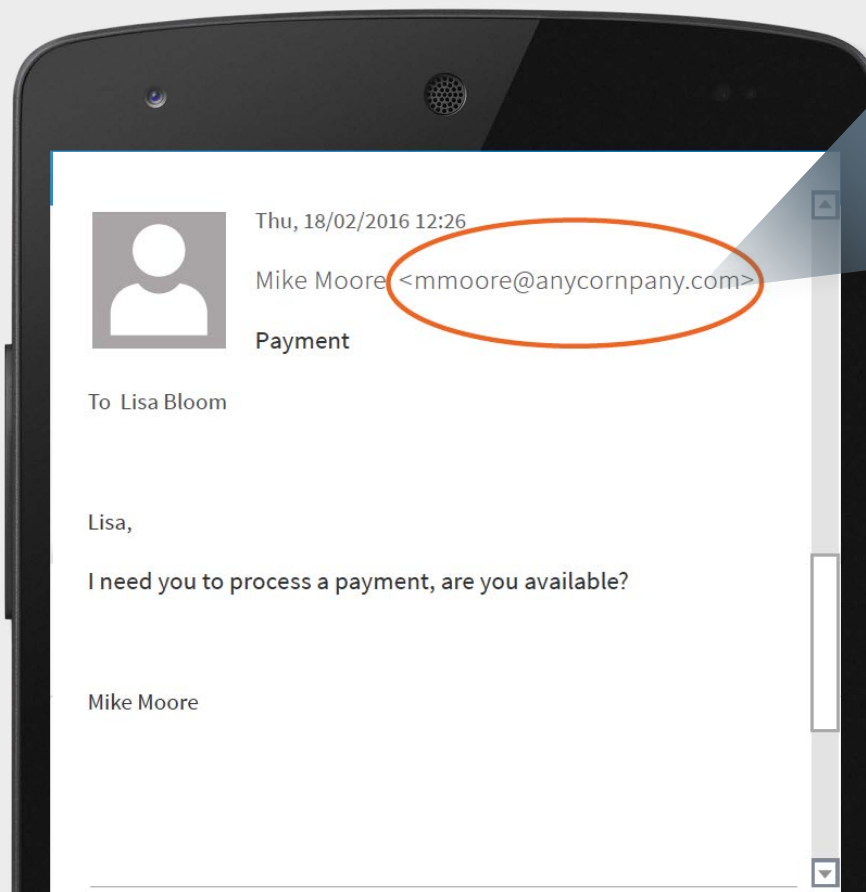 Thu, 18/02/2016 12:26
Mike Moore <mmoore@anycornpany.com>
Payment
To Lisa Bloom
Lisa,
I need you to process a payment, are you available?
Mike Moore